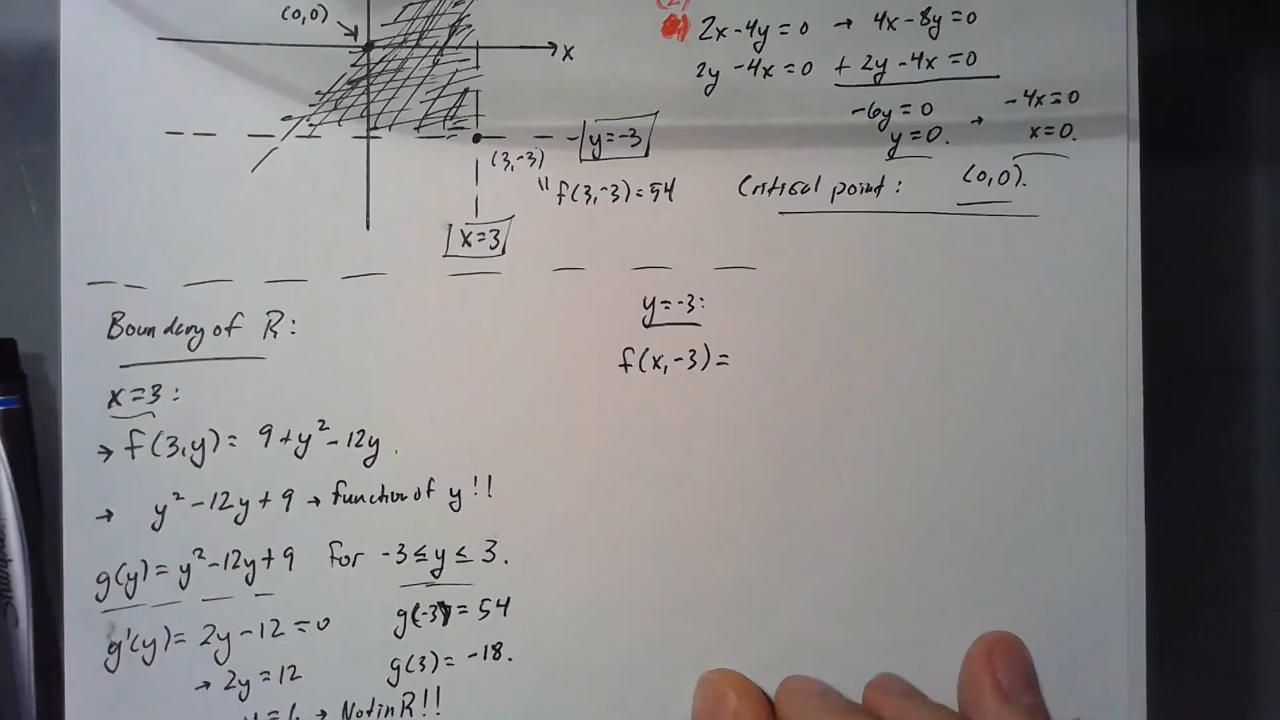 (0,0)
x
y=-3
(3,-3)
f(3,-3)=54
x=3
2x-4y=0 → 4x-8y=0
2y-4x=0 + 2y-4x=0
-6y=0 → -4x=0
y=0. x=0.
Critical point: (0,0).
Boundery of R:
x=3:
→ f(3,y)= 9+y²-12y.
→ y²-12y+9 → function of y!!
g(y)=y²-12y+9 for -3≤y≤3.
g'(y)=2y-12=0
→ 2y=12
→ Not in R!!
g(-3)=54
g(3)=-18.
y=-3:
f(x,-3)=